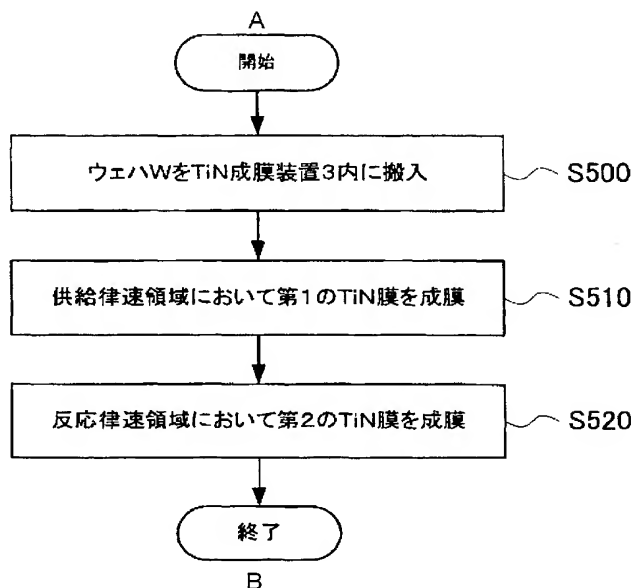 A
開始
ウェハWをTiN成膜装置3内に搬入
S500
供給律速領域において第1のTiN膜を成膜
S510
反応律速領域において第2のTiN膜を成膜
S520
終了
B